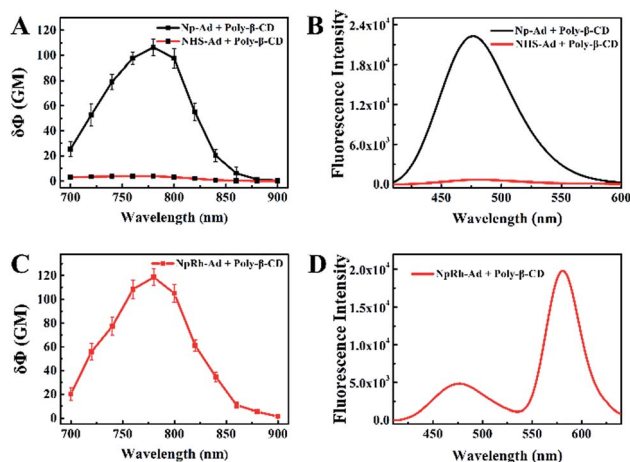 A
δΦ (GM)
120
100
80
60
40
20
0
Np-Ad + Poly-β-CD
NHS-Ad + Poly-β-CD
700 750 800 850 900
Wavelength (nm)
B
Fluorescence Intensity
2.4x10⁴
1.8x10⁴
1.2x10⁴
6.0x10³
0.0
Np-Ad + Poly-β-CD
NHS-Ad + Poly-β-CD
450 500 550 600
Wavelength (nm)
C
δΦ (GM)
120
100
80
60
40
20
0
NpRh-Ad + Poly-β-CD
700 750 800 850 900
Wavelength (nm)
D
Fluorescence Intensity
2.0x10⁴
1.5x10⁴
1.0x10⁴
5.0x10³
0.0
NpRh-Ad + Poly-β-CD
450 500 550 600
Wavelength (nm)